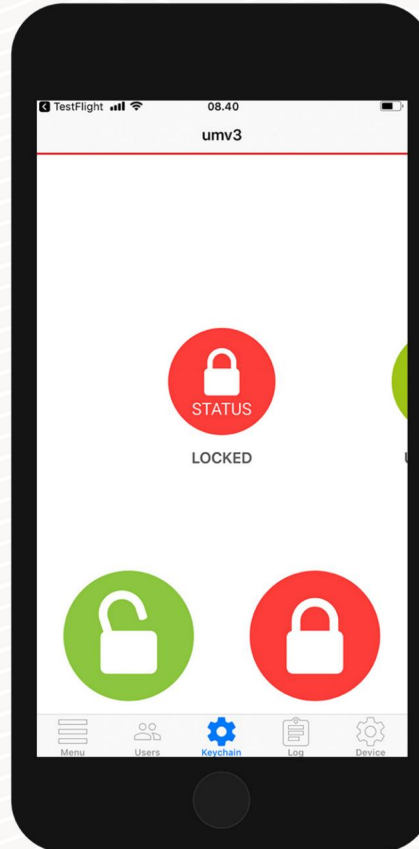 TestFlight 08.40
umv3
STATUS
LOCKED
Menu Users Keychain Log Device